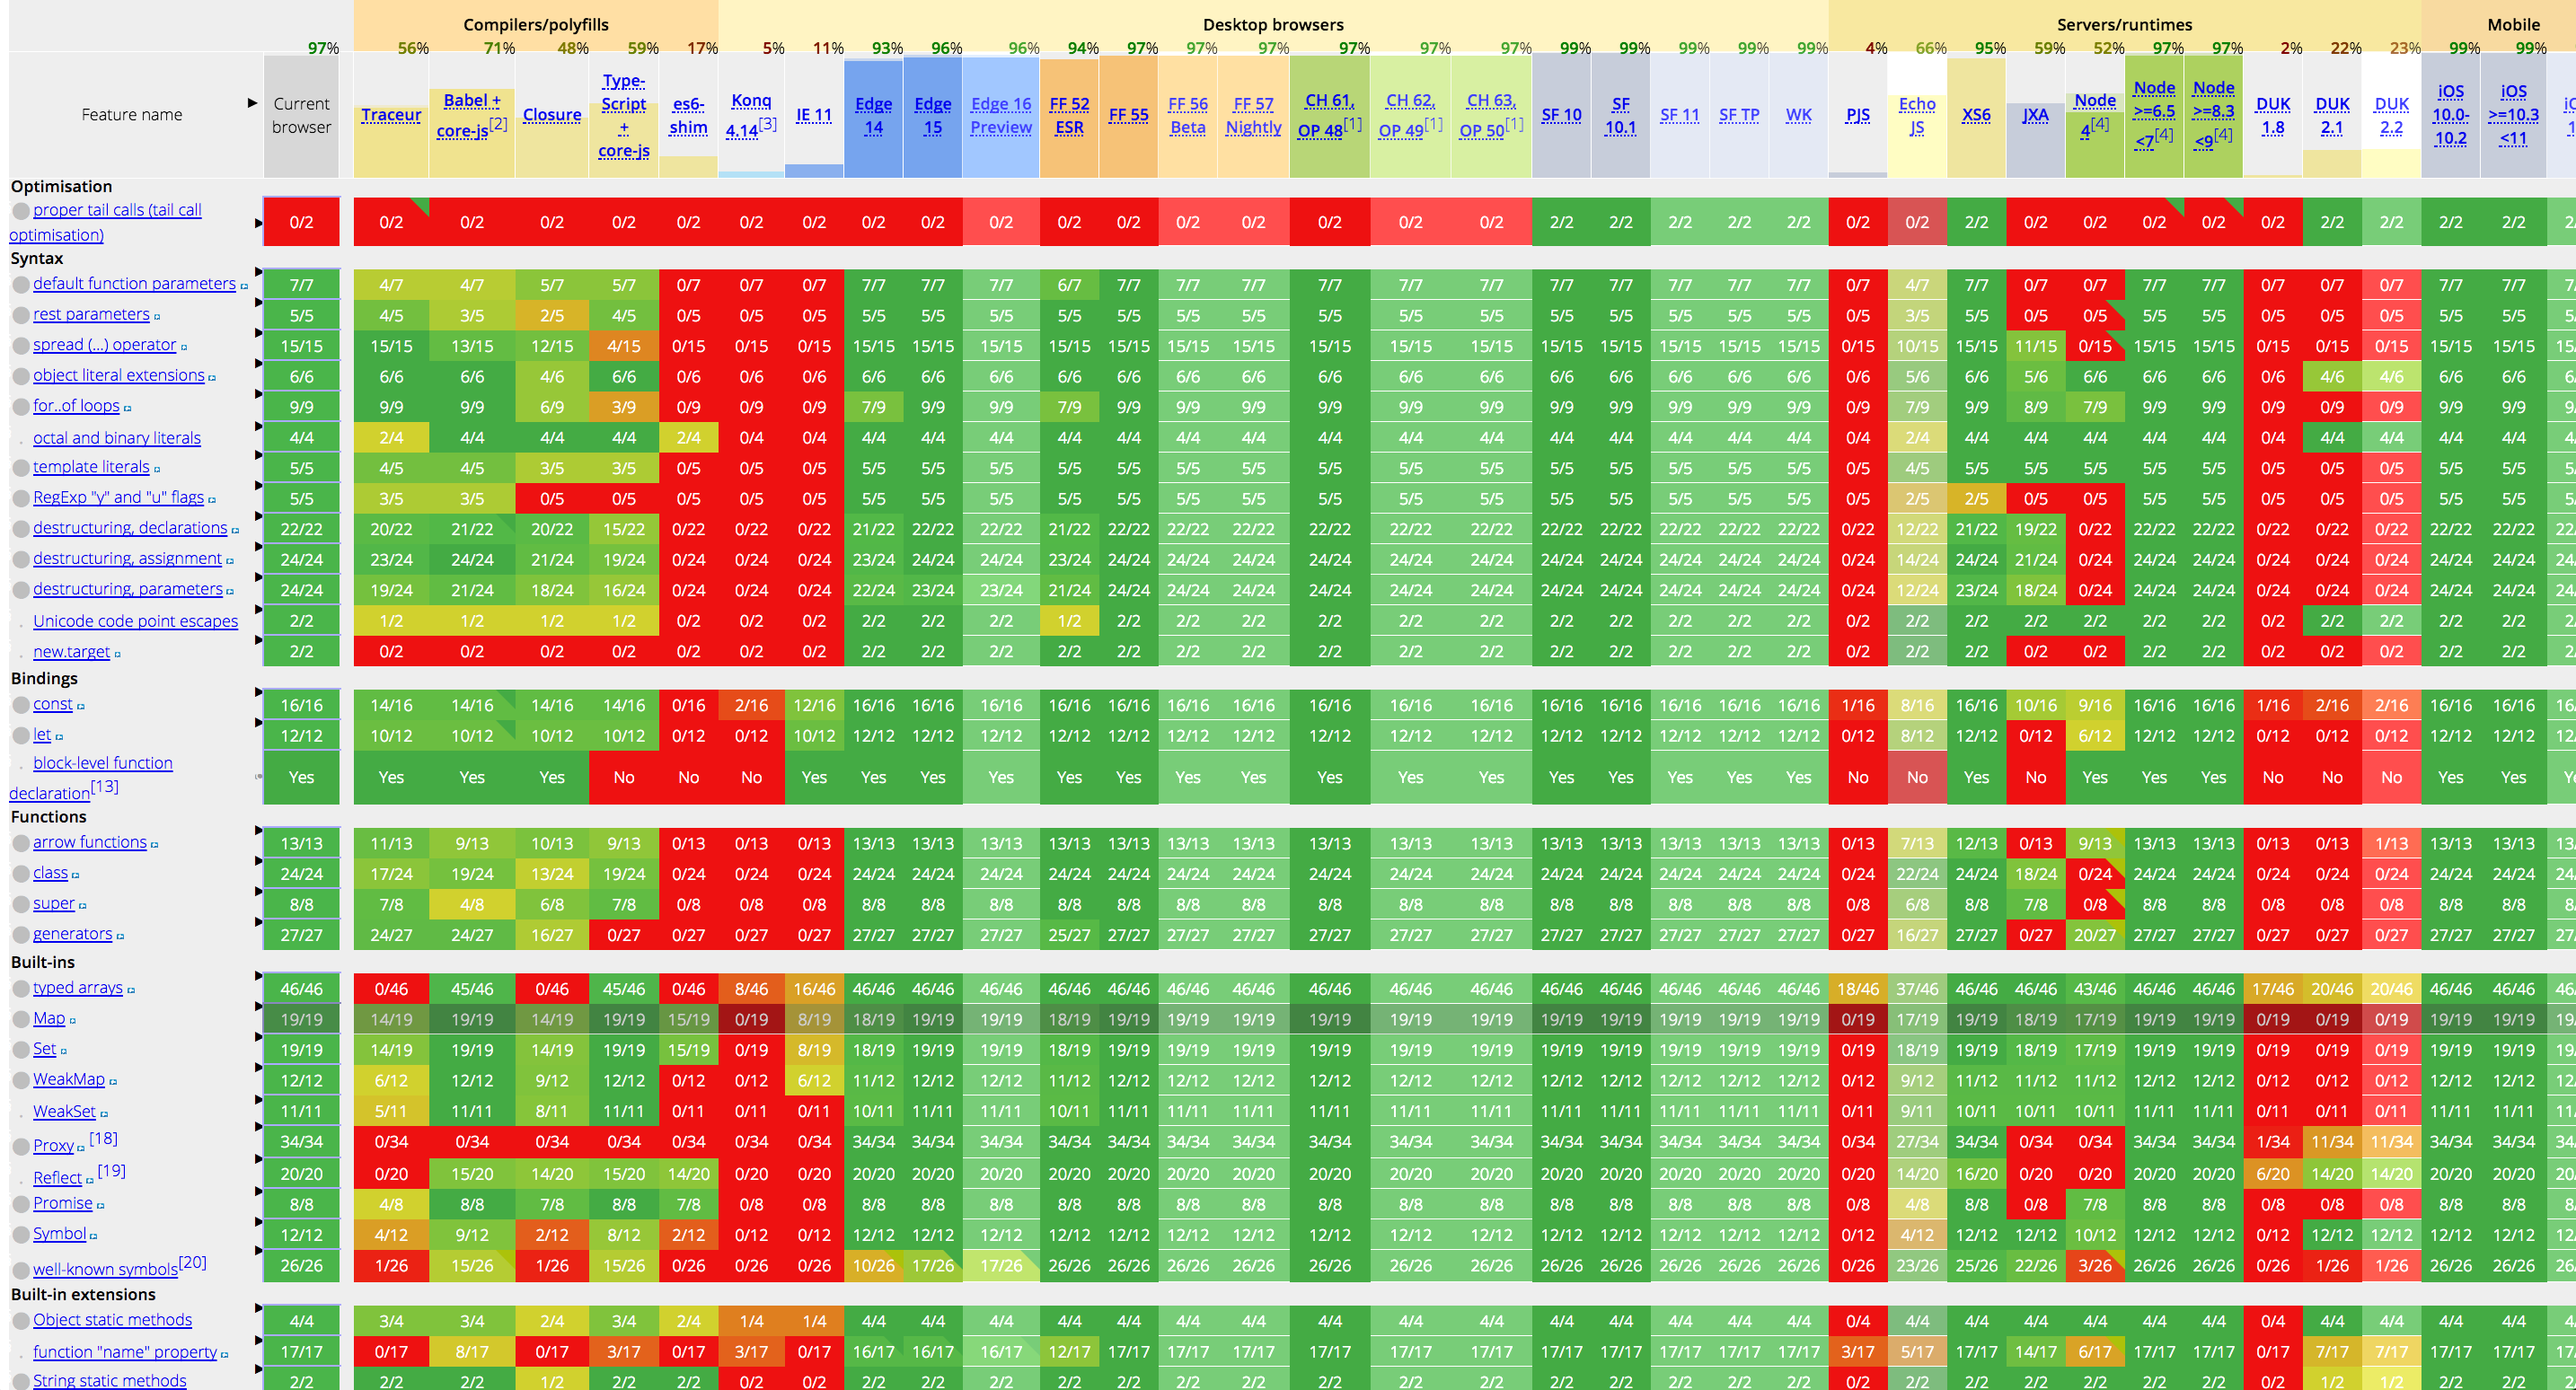 Compilers/polyfills Desktop browsers Servers/runtimes Mobile
97% 56% 71% 48% 59% 17% 5% 11% 93% 96% 96% 94% 97% 97% 97% 97% 97% 97% 99% 99% 99% 99% 99% 4% 66% 95% 59% 52% 97% 97% 2% 22% 23% 99% 99%
Feature name
Current
browser
Traceur
Babel +
core-js[2]
Closure
Type-
Script
+
core-js
es6-
shim
Konq
4.14[3]
IE 11
Edge
14
Edge
15
Edge 16
Preview
FF 52
ESR
FF 55
FF 56
Beta
FF 57
Nightly
CH 61,
OP 48[1]
CH 62,
OP 49[1]
CH 63,
OP 50[1]
SF 10
SF
10.1
SF 11
SF TP
WK
PJS
Echo
JS
XS6
JXA
Node
4[4]
Node
>=6.5
<7[4]
Node
>=8.3
<9[4]
DUK
1.8
DUK
2.1
DUK
2.2
iOS
10.0-
10.2
iOS
>=10.3
<11
Optimisation
proper tail calls (tail call
optimisation) 0/2 0/2 0/2 0/2 0/2 0/2 0/2 0/2 0/2 0/2 0/2 0/2 0/2 0/2 0/2 0/2 0/2 0/2 2/2 2/2 2/2 2/2 2/2 0/2 0/2 2/2 0/2 0/2 0/2 0/2 0/2 2/2 2/2 2/2 2/2 2/
Syntax
default function parameters 7/7 4/7 4/7 5/7 5/7 0/7 0/7 0/7 7/7 7/7 7/7 6/7 7/7 7/7 7/7 7/7 7/7 7/7 7/7 7/7 7/7 7/7 7/7 0/7 4/7 7/7 0/7 0/7 7/7 7/7 0/7 0/7 0/7 7/7 7/7 7/
rest parameters 5/5 4/5 3/5 2/5 4/5 0/5 0/5 0/5 5/5 5/5 5/5 5/5 5/5 5/5 5/5 5/5 5/5 5/5 5/5 5/5 5/5 5/5 5/5 0/5 3/5 5/5 0/5 0/5 5/5 5/5 0/5 0/5 0/5 5/5 5/5 5/
spread (...) operator 15/15 15/15 13/15 12/15 4/15 0/15 0/15 0/15 15/15 15/15 15/15 15/15 15/15 15/15 15/15 15/15 15/15 15/15 15/15 15/15 15/15 15/15 15/15 0/15 10/15 15/15 11/15 0/15 15/15 15/15 0/15 0/15 0/15 15/15 15/15 15/
object literal extensions 6/6 6/6 6/6 4/6 6/6 0/6 0/6 0/6 6/6 6/6 6/6 6/6 6/6 6/6 6/6 6/6 6/6 6/6 6/6 6/6 6/6 6/6 6/6 0/6 5/6 6/6 5/6 6/6 6/6 6/6 0/6 4/6 4/6 6/6 6/6 6/
for..of loops 9/9 9/9 9/9 6/9 3/9 0/9 0/9 0/9 7/9 9/9 9/9 7/9 9/9 9/9 9/9 9/9 9/9 9/9 9/9 9/9 9/9 9/9 9/9 0/9 7/9 9/9 8/9 7/9 9/9 9/9 0/9 0/9 0/9 9/9 9/9 9/
octal and binary literals 4/4 2/4 4/4 4/4 4/4 2/4 0/4 0/4 4/4 4/4 4/4 4/4 4/4 4/4 4/4 4/4 4/4 4/4 4/4 4/4 4/4 4/4 4/4 0/4 2/4 4/4 4/4 4/4 4/4 4/4 0/4 4/4 4/4 4/4 4/4 4/
template literals 5/5 4/5 4/5 3/5 3/5 0/5 0/5 0/5 5/5 5/5 5/5 5/5 5/5 5/5 5/5 5/5 5/5 5/5 5/5 5/5 5/5 5/5 5/5 0/5 4/5 5/5 5/5 5/5 5/5 5/5 0/5 0/5 0/5 5/5 5/5 5/
RegExp "y" and "u" flags 5/5 3/5 3/5 0/5 0/5 0/5 0/5 0/5 5/5 5/5 5/5 5/5 5/5 5/5 5/5 5/5 5/5 5/5 5/5 5/5 5/5 5/5 5/5 0/5 2/5 2/5 0/5 0/5 5/5 5/5 0/5 0/5 0/5 5/5 5/5 5/
destructuring, declarations 22/22 20/22 21/22 20/22 15/22 0/22 0/22 0/22 21/22 22/22 22/22 21/22 22/22 22/22 22/22 22/22 22/22 22/22 22/22 22/22 22/22 22/22 22/22 0/22 12/22 21/22 19/22 0/22 22/22 22/22 0/22 0/22 0/22 22/22 22/22 22/
destructuring, assignment 24/24 23/24 24/24 21/24 19/24 0/24 0/24 0/24 23/24 24/24 24/24 23/24 24/24 24/24 24/24 24/24 24/24 24/24 24/24 24/24 24/24 24/24 24/24 0/24 14/24 24/24 21/24 0/24 24/24 24/24 0/24 0/24 0/24 24/24 24/24 24/
destructuring, parameters 24/24 19/24 21/24 18/24 16/24 0/24 0/24 0/24 22/24 23/24 23/24 21/24 24/24 24/24 24/24 24/24 24/24 24/24 24/24 24/24 24/24 24/24 24/24 0/24 12/24 23/24 18/24 0/24 24/24 24/24 0/24 0/24 0/24 24/24 24/24 24/
Unicode code point escapes 2/2 1/2 1/2 1/2 1/2 0/2 0/2 0/2 2/2 2/2 2/2 1/2 2/2 2/2 2/2 2/2 2/2 2/2 2/2 2/2 2/2 2/2 2/2 0/2 2/2 2/2 2/2 2/2 2/2 2/2 0/2 2/2 2/2 2/2 2/2 2/
new.target 2/2 0/2 0/2 0/2 0/2 0/2 0/2 0/2 2/2 2/2 2/2 2/2 2/2 2/2 2/2 2/2 2/2 2/2 2/2 2/2 2/2 2/2 2/2 0/2 2/2 2/2 0/2 0/2 2/2 2/2 0/2 0/2 0/2 2/2 2/2 2/
Bindings
const 16/16 14/16 14/16 14/16 14/16 0/16 2/16 12/16 16/16 16/16 16/16 16/16 16/16 16/16 16/16 16/16 16/16 16/16 16/16 16/16 16/16 16/16 16/16 1/16 8/16 16/16 10/16 9/16 16/16 16/16 1/16 2/16 2/16 16/16 16/16 16/
let 12/12 10/12 10/12 10/12 10/12 0/12 0/12 10/12 12/12 12/12 12/12 12/12 12/12 12/12 12/12 12/12 12/12 12/12 12/12 12/12 12/12 12/12 12/12 0/12 8/12 12/12 0/12 6/12 12/12 12/12 0/12 0/12 0/12 12/12 12/12 12/
block-level function
declaration[13] Yes Yes Yes Yes No No No Yes Yes Yes Yes Yes Yes Yes Yes Yes Yes Yes Yes Yes Yes Yes Yes No No Yes No Yes Yes Yes No No No Yes Yes
Functions
arrow functions 13/13 11/13 9/13 10/13 9/13 0/13 0/13 0/13 13/13 13/13 13/13 13/13 13/13 13/13 13/13 13/13 13/13 13/13 13/13 13/13 13/13 13/13 13/13 0/13 7/13 12/13 0/13 9/13 13/13 13/13 0/13 0/13 1/13 13/13 13/13 13/
class 24/24 17/24 19/24 13/24 19/24 0/24 0/24 0/24 24/24 24/24 24/24 24/24 24/24 24/24 24/24 24/24 24/24 24/24 24/24 24/24 24/24 24/24 24/24 0/24 22/24 24/24 18/24 0/24 24/24 24/24 0/24 0/24 0/24 24/24 24/24 24/
super 8/8 7/8 4/8 6/8 7/8 0/8 0/8 0/8 8/8 8/8 8/8 8/8 8/8 8/8 8/8 8/8 8/8 8/8 8/8 8/8 8/8 8/8 8/8 0/8 6/8 8/8 7/8 0/8 8/8 8/8 0/8 0/8 0/8 8/8 8/8 8/
generators 27/27 24/27 24/27 16/27 0/27 0/27 0/27 0/27 27/27 27/27 27/27 25/27 27/27 27/27 27/27 27/27 27/27 27/27 27/27 27/27 27/27 27/27 27/27 0/27 16/27 27/27 0/27 20/27 27/27 27/27 0/27 0/27 0/27 27/27 27/27 27/
Built-ins
typed arrays 46/46 0/46 45/46 0/46 45/46 0/46 8/46 16/46 46/46 46/46 46/46 46/46 46/46 46/46 46/46 46/46 46/46 46/46 46/46 46/46 46/46 46/46 46/46 18/46 37/46 46/46 46/46 43/46 46/46 46/46 17/46 20/46 20/46 46/46 46/46 46/
Map 19/19 14/19 19/19 14/19 19/19 15/19 0/19 8/19 18/19 19/19 19/19 18/19 19/19 19/19 19/19 19/19 19/19 19/19 19/19 19/19 19/19 19/19 19/19 0/19 17/19 19/19 18/19 17/19 19/19 19/19 0/19 0/19 0/19 19/19 19/19 19/
Set 19/19 14/19 19/19 14/19 19/19 15/19 0/19 8/19 18/19 19/19 19/19 18/19 19/19 19/19 19/19 19/19 19/19 19/19 19/19 19/19 19/19 19/19 19/19 0/19 18/19 19/19 18/19 17/19 19/19 19/19 0/19 0/19 0/19 19/19 19/19 19/
WeakMap 12/12 6/12 12/12 9/12 12/12 0/12 0/12 6/12 11/12 12/12 12/12 11/12 12/12 12/12 12/12 12/12 12/12 12/12 12/12 12/12 12/12 12/12 12/12 0/12 9/12 11/12 11/12 11/12 12/12 12/12 0/12 0/12 0/12 12/12 12/12 12/
WeakSet 11/11 5/11 11/11 8/11 11/11 0/11 0/11 0/11 10/11 11/11 11/11 10/11 11/11 11/11 11/11 11/11 11/11 11/11 11/11 11/11 11/11 11/11 11/11 0/11 9/11 10/11 10/11 10/11 11/11 11/11 0/11 0/11 0/11 11/11 11/11 11/
Proxy [18] 34/34 0/34 0/34 0/34 0/34 0/34 0/34 0/34 34/34 34/34 34/34 34/34 34/34 34/34 34/34 34/34 34/34 34/34 34/34 34/34 34/34 34/34 34/34 0/34 27/34 34/34 0/34 0/34 34/34 34/34 1/34 11/34 11/34 34/34 34/34 34/
Reflect [19] 20/20 0/20 15/20 14/20 15/20 14/20 0/20 0/20 20/20 20/20 20/20 20/20 20/20 20/20 20/20 20/20 20/20 20/20 20/20 20/20 20/20 20/20 20/20 0/20 14/20 16/20 0/20 0/20 20/20 20/20 6/20 14/20 14/20 20/20 20/20 20/
Promise 8/8 4/8 8/8 7/8 8/8 7/8 0/8 0/8 8/8 8/8 8/8 8/8 8/8 8/8 8/8 8/8 8/8 8/8 8/8 8/8 8/8 8/8 8/8 0/8 4/8 8/8 0/8 7/8 8/8 8/8 0/8 0/8 0/8 8/8 8/8 8/
Symbol 12/12 4/12 9/12 2/12 8/12 2/12 0/12 0/12 12/12 12/12 12/12 12/12 12/12 12/12 12/12 12/12 12/12 12/12 12/12 12/12 12/12 12/12 12/12 0/12 4/12 12/12 12/12 10/12 12/12 12/12 0/12 12/12 12/12 12/12 12/12 12/
well-known symbols[20] 26/26 1/26 15/26 1/26 15/26 0/26 0/26 0/26 10/26 17/26 17/26 26/26 26/26 26/26 26/26 26/26 26/26 26/26 26/26 26/26 26/26 26/26 26/26 0/26 23/26 25/26 22/26 3/26 26/26 26/26 0/26 1/26 1/26 26/26 26/26 26/
Built-in extensions
Object static methods 4/4 3/4 3/4 2/4 3/4 2/4 1/4 1/4 4/4 4/4 4/4 4/4 4/4 4/4 4/4 4/4 4/4 4/4 4/4 4/4 4/4 4/4 4/4 0/4 4/4 4/4 4/4 4/4 4/4 4/4 0/4 4/4 4/4 4/4 4/4 4/
function "name" property 17/17 0/17 8/17 0/17 3/17 0/17 3/17 0/17 16/17 16/17 16/17 12/17 17/17 17/17 17/17 17/17 17/17 17/17 17/17 17/17 17/17 17/17 17/17 3/17 5/17 17/17 14/17 6/17 17/17 17/17 0/17 7/17 7/17 17/17 17/17 17/
String static methods 2/2 2/2 2/2 1/2 2/2 2/2 0/2 0/2 2/2 2/2 2/2 2/2 2/2 2/2 2/2 2/2 2/2 2/2 2/2 2/2 2/2 2/2 2/2 0/2 2/2 2/2 2/2 2/2 2/2 2/2 0/2 1/2 1/2 2/2 2/2 2/